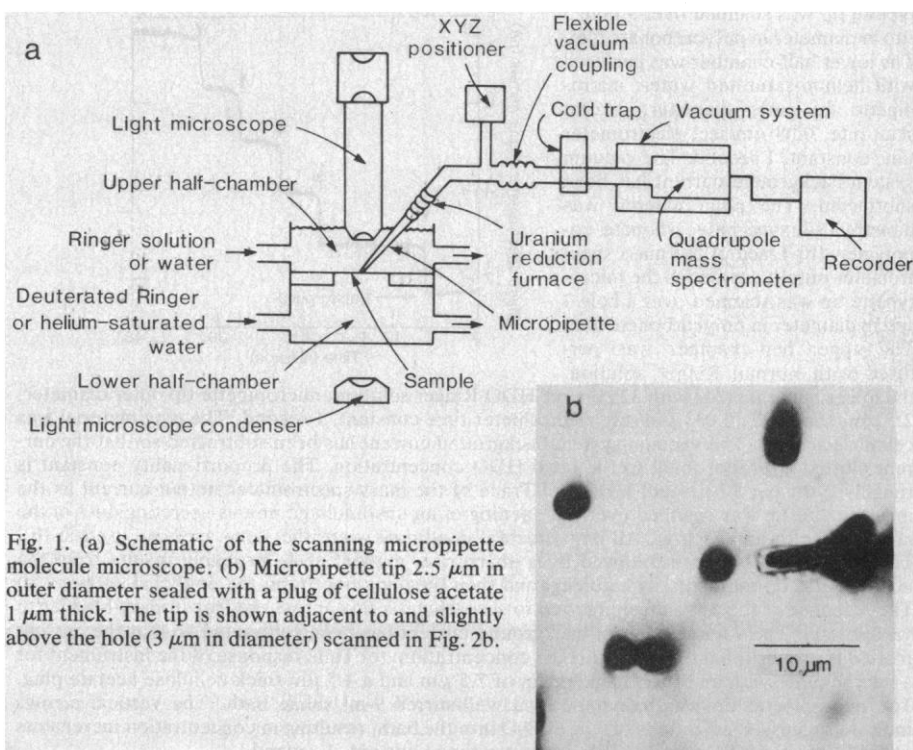 a
XYZ
positioner
Flexible
vacuum
coupling
Cold trap
Vacuum system
Light microscope
Upper half-chamber
Ringer solution
or water
Uranium
reduction
furnace
Quadrupole
mass
spectrometer
Recorder
Deuterated Ringer
or helium-saturated
water
Micropipette
Lower half-chamber
Sample
Light microscope condenser
b
10 μm
Fig. 1. (a) Schematic of the scanning micropipette
molecule microscope. (b) Micropipette tip 2.5 μm in
outer diameter sealed with a plug of cellulose acetate
1 μm thick. The tip is shown adjacent to and slightly
above the hole (3 μm in diameter) scanned in Fig. 2b.